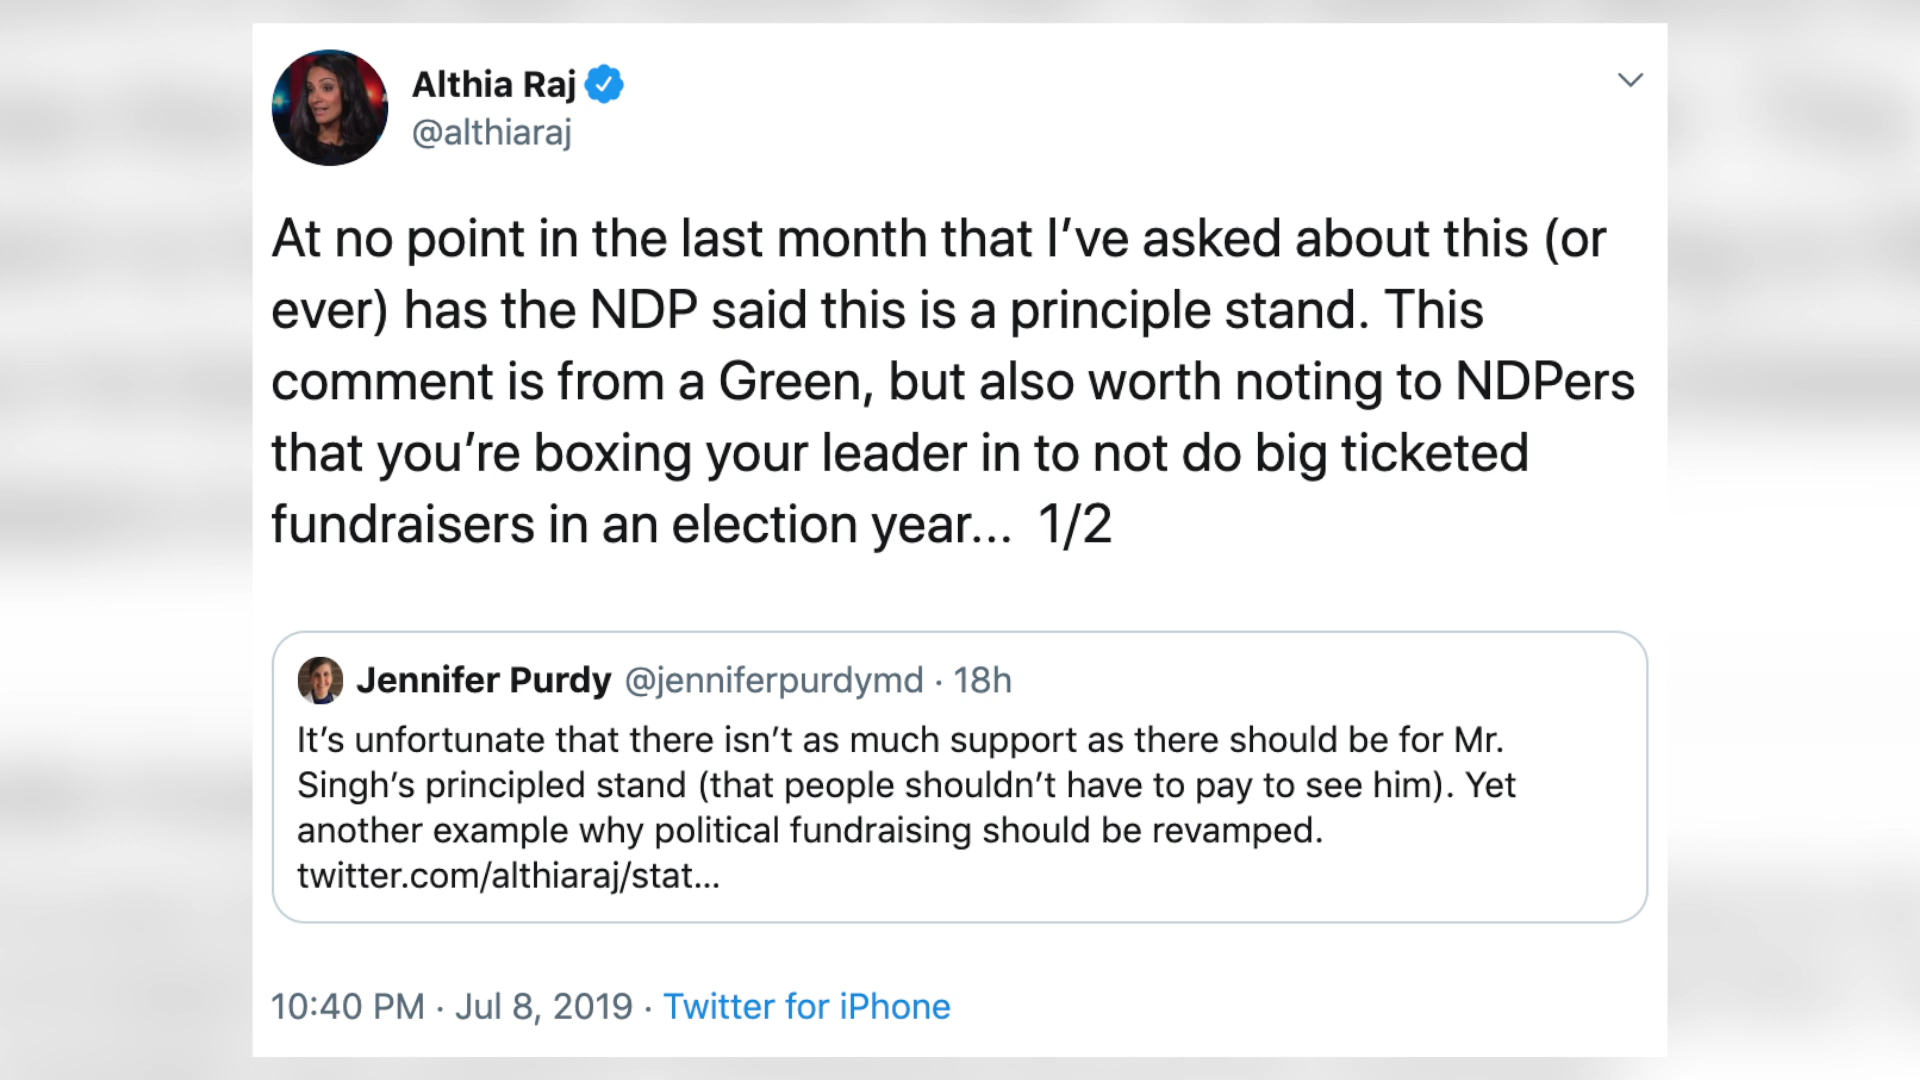 Althia Raj
@althiaraj
At no point in the last month that I’ve asked about this (or
ever) has the NDP said this is a principle stand. This
comment is from a Green, but also worth noting to NDPers
that you’re boxing your leader in to not do big ticketed
fundraisers in an election year... 1/2
Jennifer Purdy @jenniferpurdymd · 18h
It’s unfortunate that there isn’t as much support as there should be for Mr.
Singh’s principled stand (that people shouldn’t have to pay to see him). Yet
another example why political fundraising should be revamped.
twitter.com/althiaraj/stat...
10:40 PM · Jul 8, 2019 · Twitter for iPhone